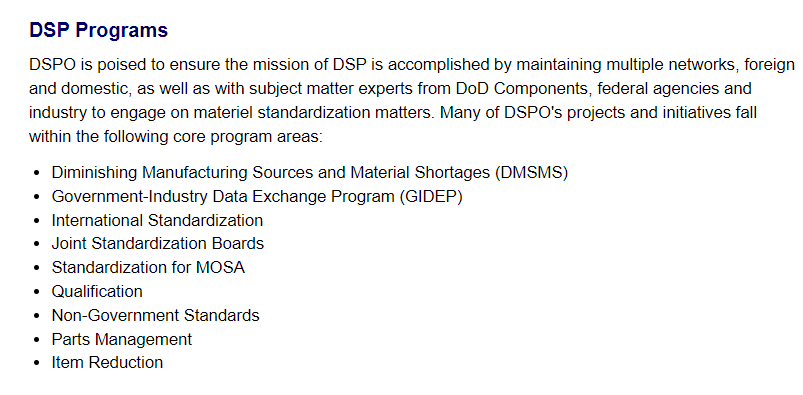 DSP Programs
DSPO is poised to ensure the mission of DSP is accomplished by maintaining multiple networks, foreign
and domestic, as well as with subject matter experts from DoD Components, federal agencies and
industry to engage on materiel standardization matters. Many of DSPO's projects and initiatives fall
within the following core program areas:
• Diminishing Manufacturing Sources and Material Shortages (DMSMS)
• Government-Industry Data Exchange Program (GIDEP)
• International Standardization
• Joint Standardization Boards
• Standardization for MOSA
• Qualification
• Non-Government Standards
• Parts Management
• Item Reduction